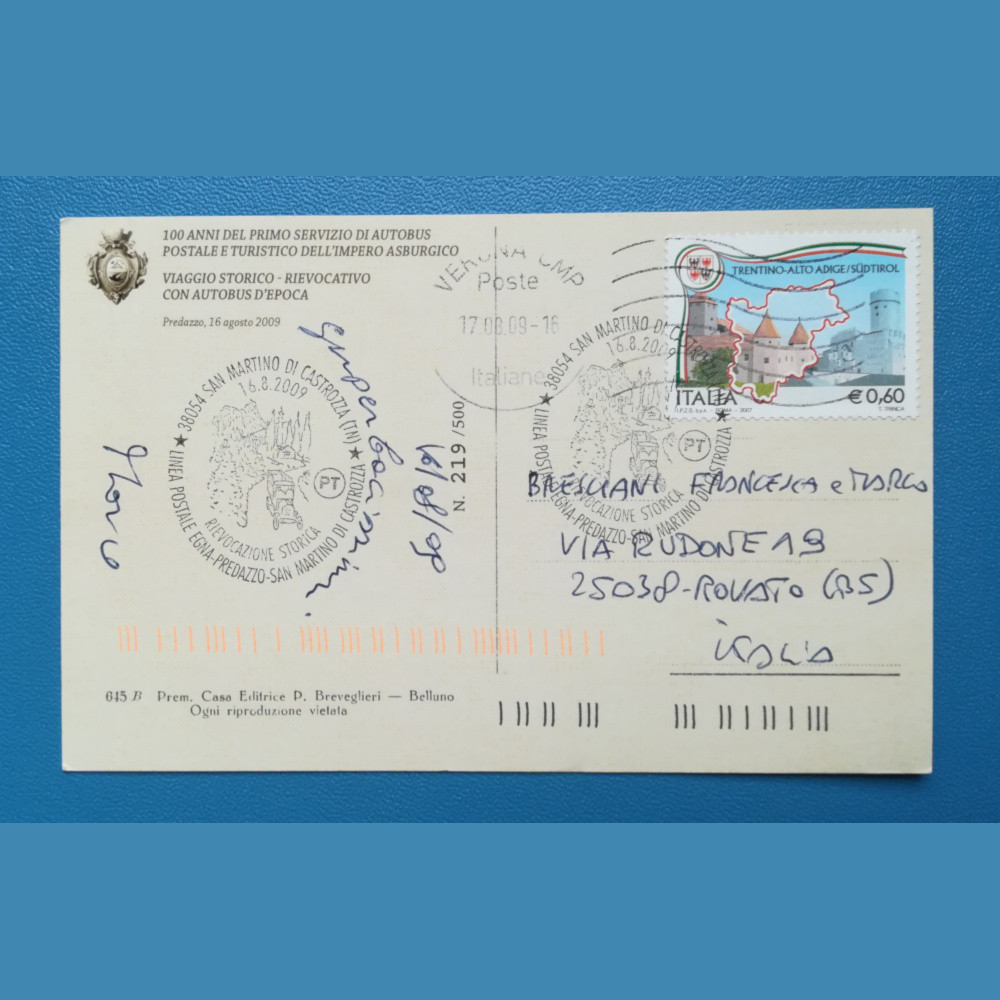 100 ANNI DEL PRIMO SERVIZIO DI AUTOBUS
POSTALE E TURISTICO DELL'IMPERO ASBURGICO
VIAGGIO STORICO - RIEVOCATIVO
CON AUTOBUS D'EPOCA
Predazzo, 16 agosto 2009
★ 38054 SAN MARTINO DI CASTROZZA (TN) ★
16.8.2009
PT
RIEVOCAZIONE STORICA
LINEA POSTALE EGNA-PREDAZZO-SAN MARTINO DI CASTROZZA
16/08/09
Marco
N. 219/500
VERONA CMP
Poste
17.08.09-16
Italiane
★ 38054 SAN MARTINO DI CASTROZZA
16.8.2009
PT
RIEVOCAZIONE STORICA
LINEA POSTALE EGNA-PREDAZZO-SAN MARTINO DI CASTROZZA
TRENTINO-ALTO ADIGE/SÜDTIROL
ITALIA €0,60
I.P.Z.S. S.p.A. - ROMA - 2007
BRESCIANI FRANCESCA e MARCO
VIA RUDONE 19
25038-ROVATO (BS)
ITALIA
645 B Prem. Casa Editrice P. Breveglieri — Belluno
Ogni riproduzione vietata